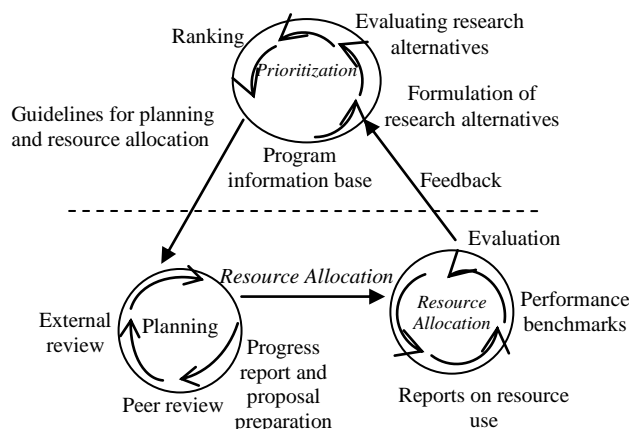 Ranking
Evaluating research
alternatives
Prioritization
Formulation of
research alternatives
Guidelines for planning
and resource allocation
Program
information base
Feedback
Evaluation
Resource Allocation
External
review
Planning
Resource
Allocation
Performance
benchmarks
Progress
report and
proposal
preparation
Peer review
Reports on resource
use